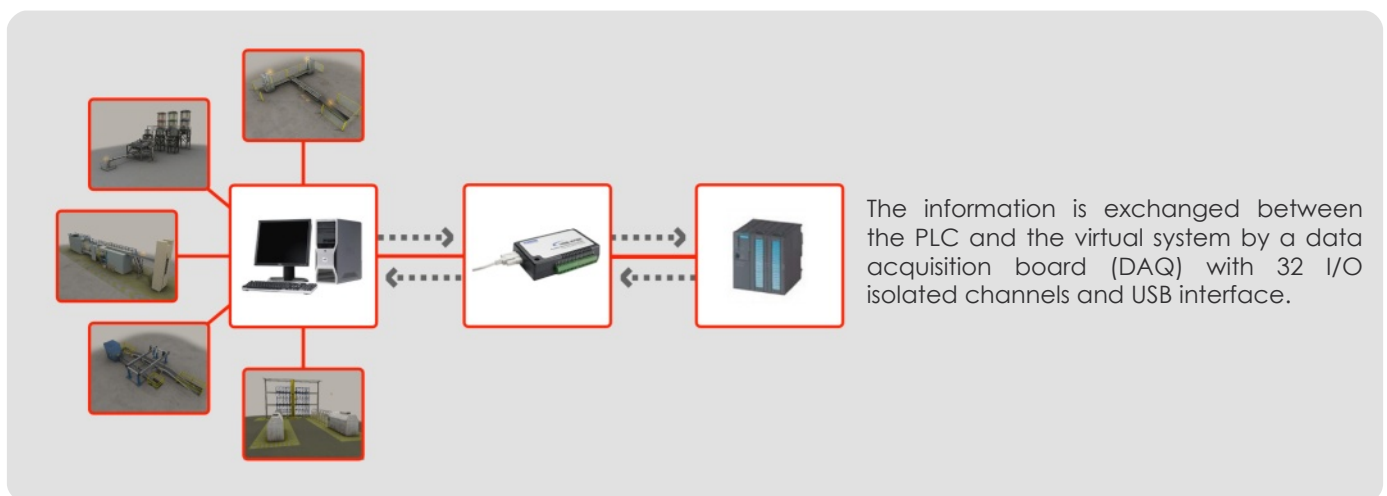 The information is exchanged between
the PLC and the virtual system by a data
acquisition board (DAQ) with 32 I/O
isolated channels and USB interface.